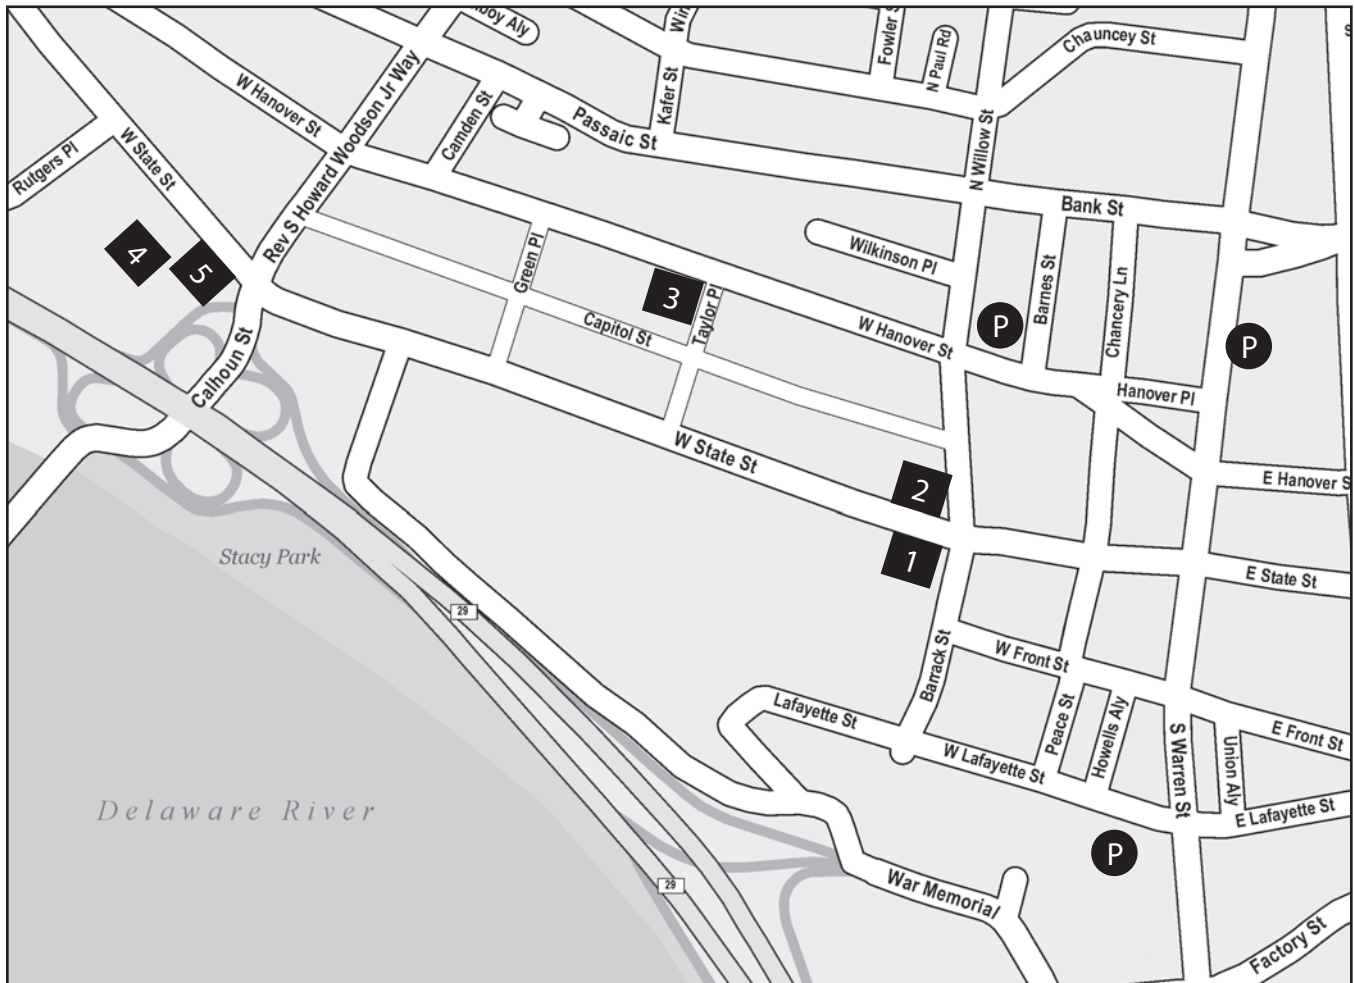 Fowler S
N Paul Rd
Chauncey St
W Hanover St
Rev S Howard Woodson Jr Way
Camden St
Passaic St
Kafer St
N Willow St
W State St
Rutgers Pl
Bank St
4
5
Green Pl
3
Taylor Pl
Capitol St
Wilkinson Pl
W Hanover St
P
Barnes St
Chancery Ln
P
Calhoun St
Hanover Pl
W State St
2
E Hanover S
1
E State St
Stacy Park
29
Barrack St
W Front St
Lafayette St
W Lafayette St
Peace St
Howells Aly
S Warren St
Union Aly
E Front St
E Lafayette St
Delaware River
P
29
War Memorial
Factory St